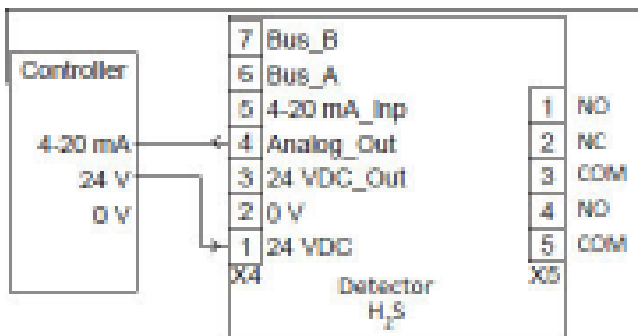 Controller
4-20 mA
24 V
0 V
7 Bus_B
6 Bus_A
5 4-20 mA_Inp
4 Analog_Out
3 24 VDC_Out
2 0 V
1 24 VDC
X4
Detector
H₂S
1 NO
2 NC
3 COM
4 NO
5 COM
X5